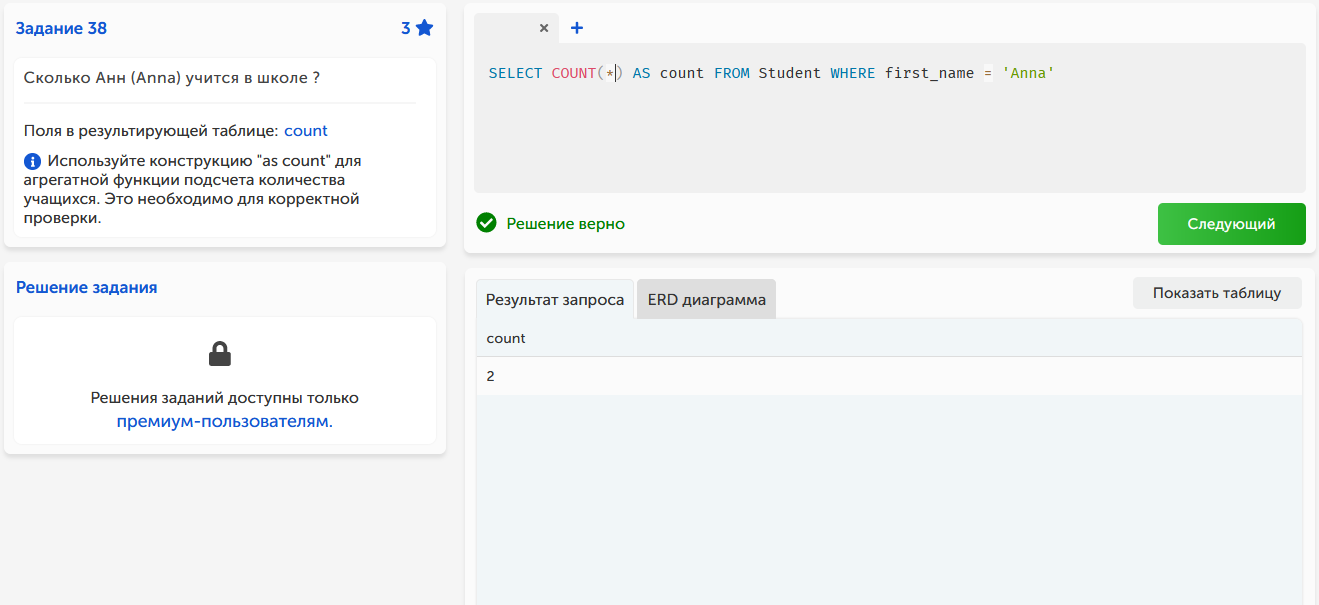 Задание 38
3
Сколько Анн (Anna) учится в школе ?
Поля в результирующей таблице: count
Используйте конструкцию "as count" для
агрегатной функции подсчета количества
учащихся. Это необходимо для корректной
проверки.
Решение задания
Решения заданий доступны только
премиум-пользователям.
SELECT COUNT(*) AS count FROM Student WHERE first_name = 'Anna'
Решение верно
Следующий
Результат запроса
ERD диаграмма
Показать таблицу
count
2